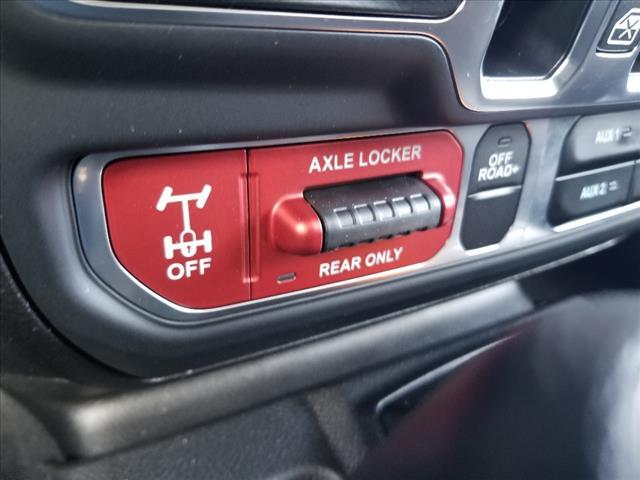 OFF
AXLE LOCKER
REAR ONLY
OFF
ROAD+
AUX 1
AUX 2